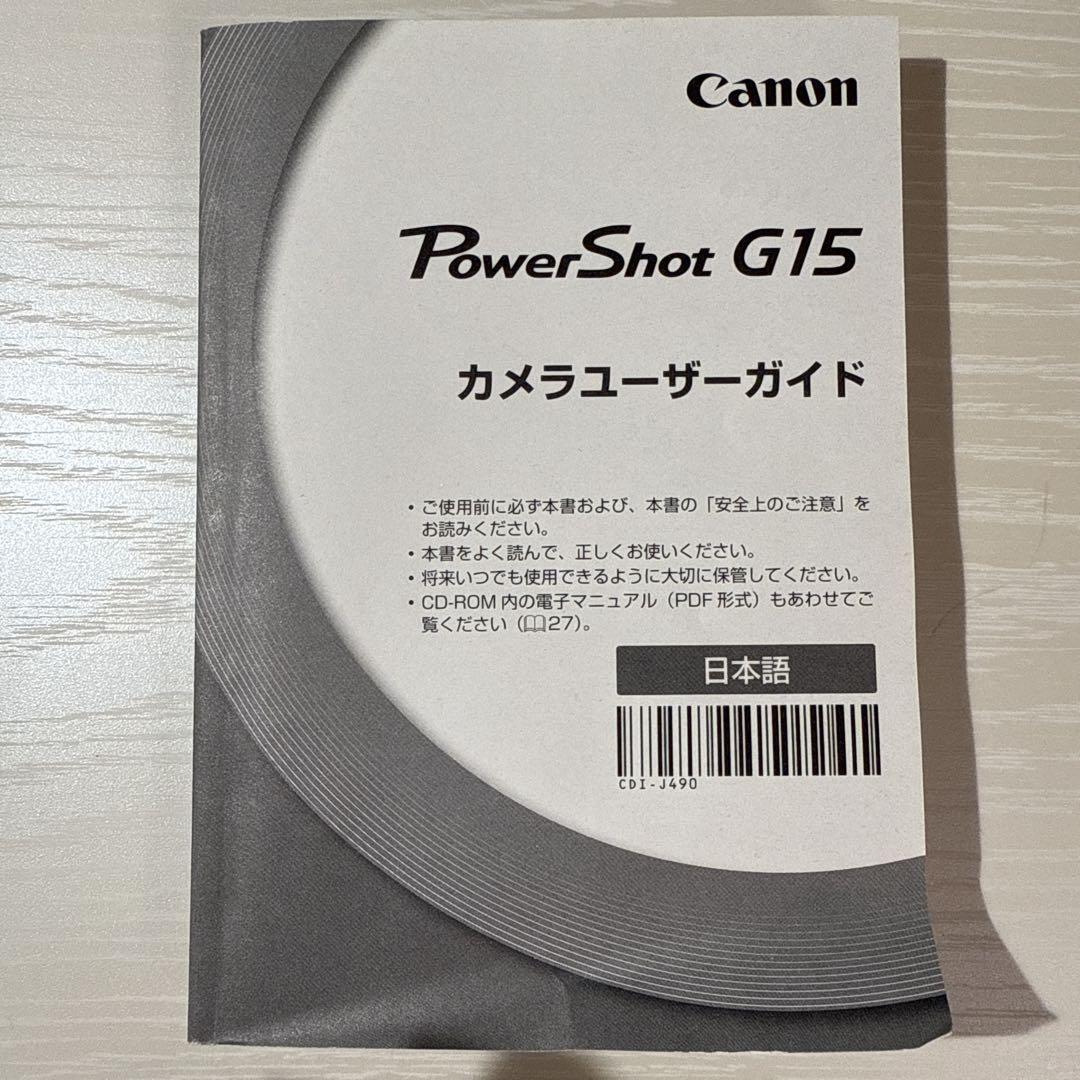 Canon
PowerShot G15
カメラユーザーガイド
・ご使用前に必ず本書および、本書の「安全上のご注意」を
お読みください。
・本書をよく読んで、正しくお使いください。
・将来いつでも使用できるように大切に保管してください。
・CD-ROM 内の電子マニュアル（PDF 形式）もあわせてご
覧ください（📖27）。
日本語
CDI-J490